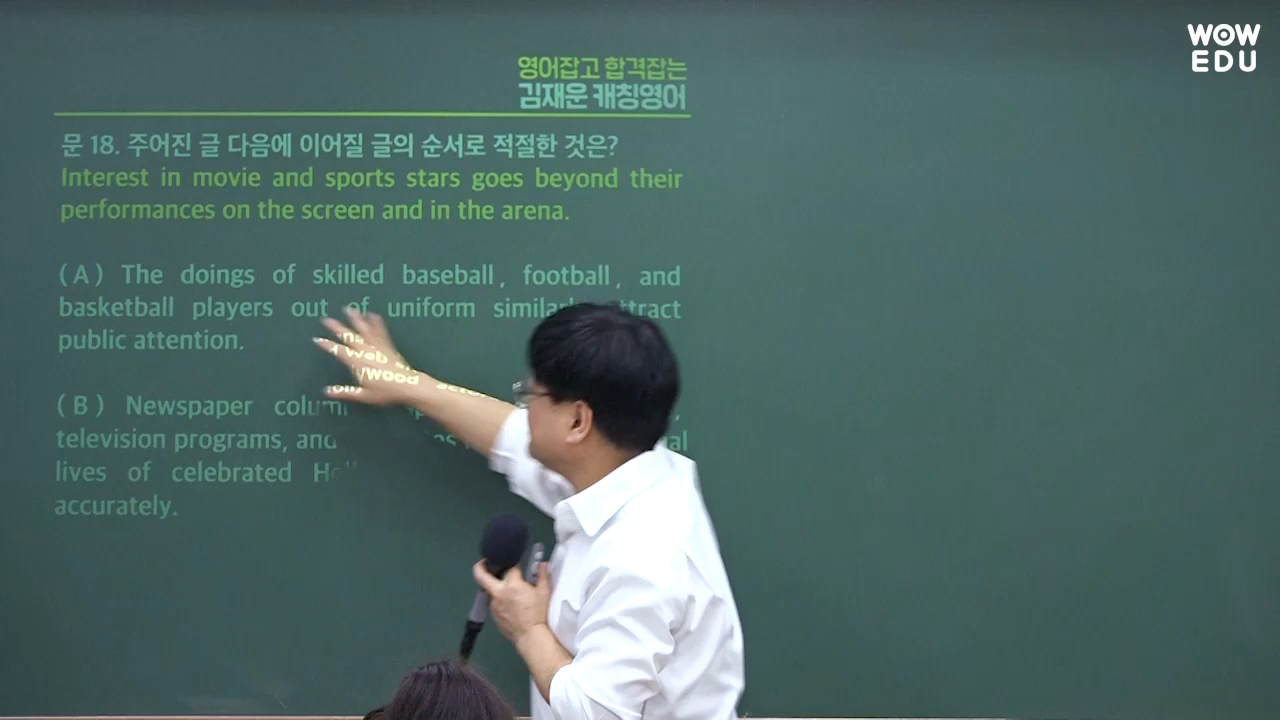 WOW
EDU
영어잡고 합격잡는
김재운 캐칭영어
문 18. 주어진 글 다음에 이어질 글의 순서로 적절한 것은?
Interest in movie and sports stars goes beyond their
performances on the screen and in the arena.
(A) The doings of skilled baseball, football, and
basketball players out of uniform similarly attract
public attention.
(B) Newspaper
television programs, and
lives of celebrated
accurately.